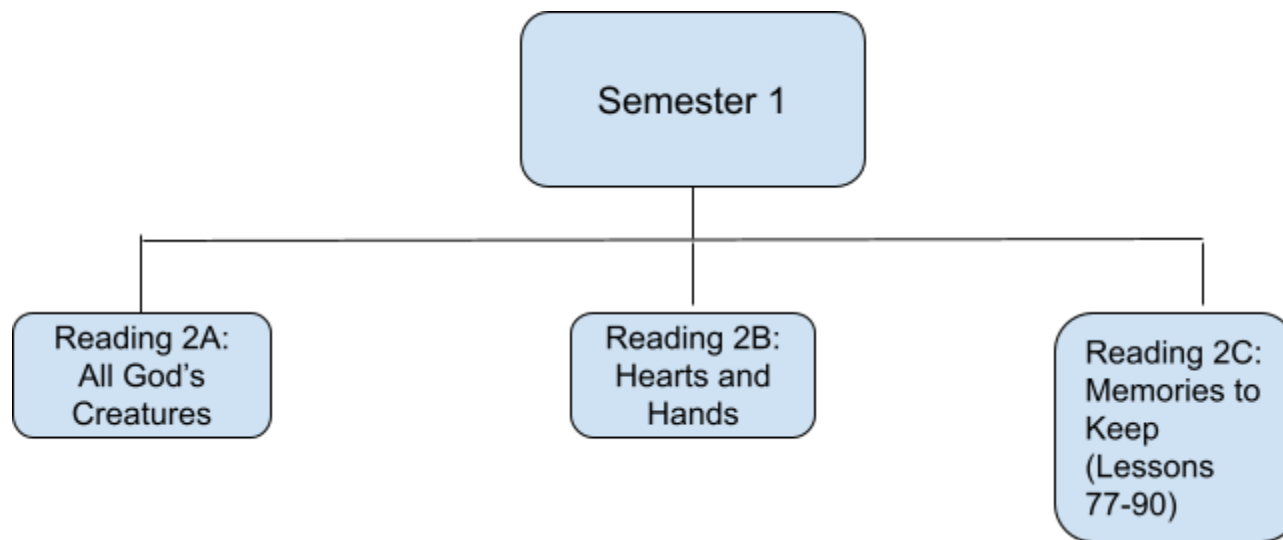 Semester 1
Reading 2A:
All God's
Creatures
Reading 2B:
Hearts and
Hands
Reading 2C:
Memories to
Keep
(Lessons
77-90)